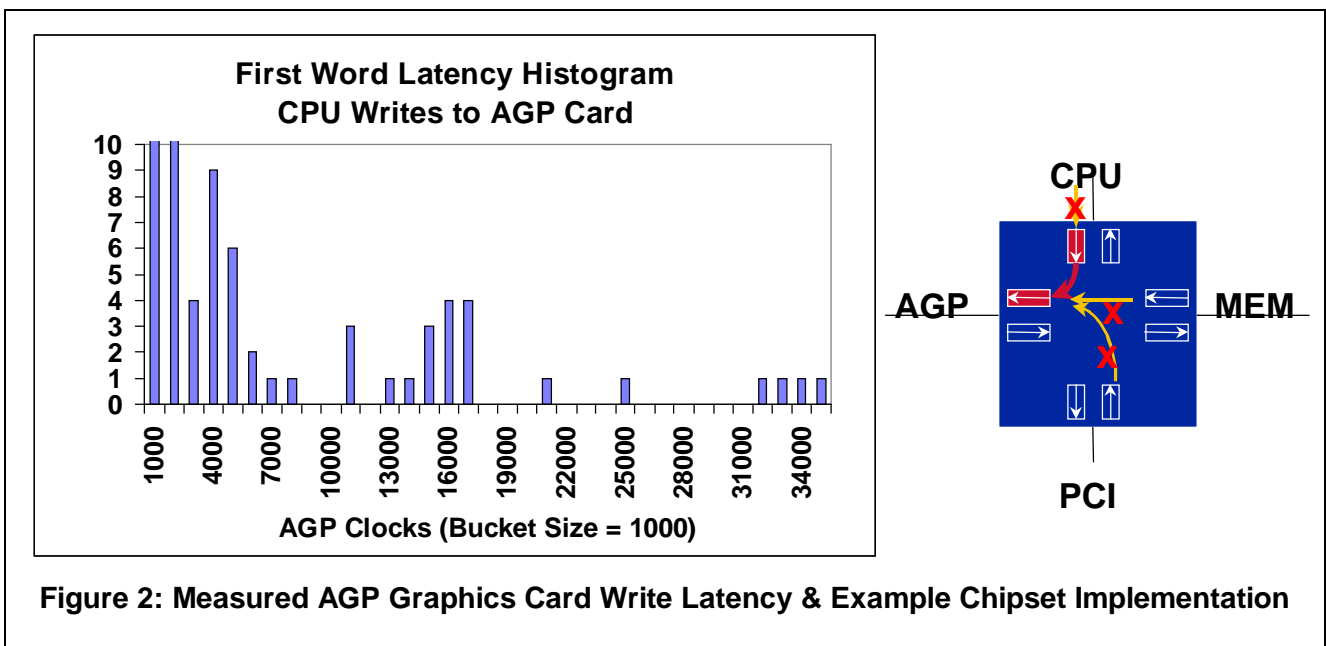 First Word Latency Histogram
CPU Writes to AGP Card
10
9
8
7
6
5
4
3
2
1
0
1000
4000
7000
10000
13000
16000
19000
22000
25000
28000
31000
34000
AGP Clocks (Bucket Size = 1000)
CPU
X
AGP
X
MEM
X
PCI
Figure 2: Measured AGP Graphics Card Write Latency & Example Chipset Implementation